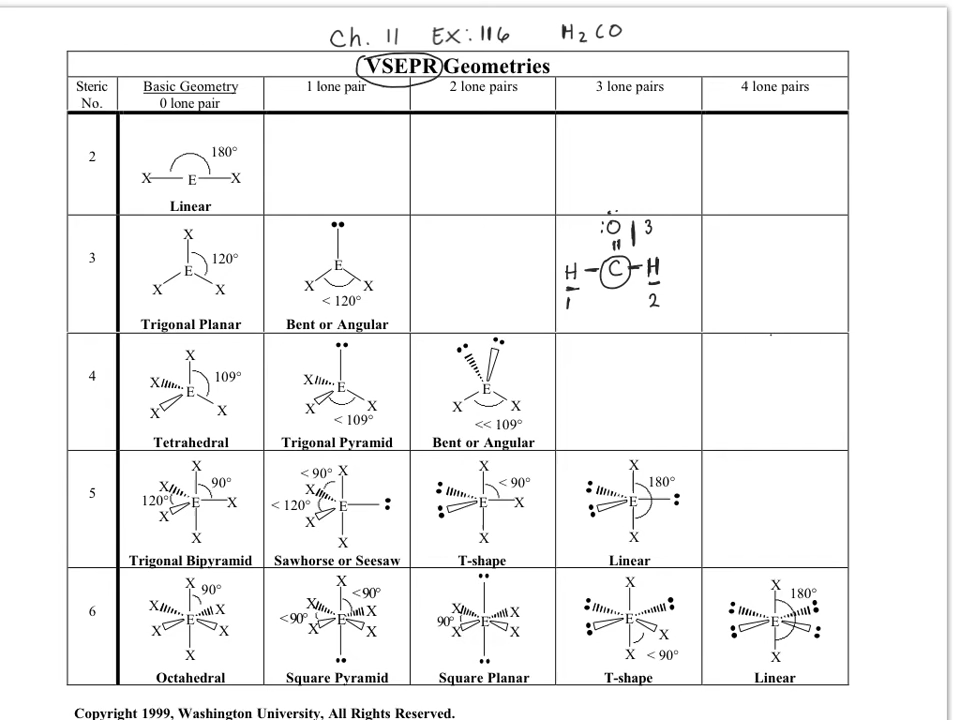 Ch. 11 EX: 116 H2CO
VSEPR Geometries
Steric No. Basic Geometry 0 lone pair 1 lone pair 2 lone pairs 3 lone pairs 4 lone pairs
2
180°
X E X
Linear
3
X
120°
E
X X
Trigonal Planar
E
X X
< 120°
Bent or Angular
:O 3
H - C - H
1 2
4
X
X 109°
E
X X
Tetrahedral
X E
X X
< 109°
Trigonal Pyramid
E
X X
<< 109°
Bent or Angular
5
X
X 90°
120° E X
X
X
Trigonal Bipyramid
< 90° X
X
< 120° E
X
X
Sawhorse or Seesaw
X
< 90°
E X
X
T-shape
X
180°
E
X
Linear
6
X 90°
X X
E
X X
X
Octahedral
X <90°
X X
<90° E
X X
Square Pyramid
X X
90° E
X X
Square Planar
X
E
X
X < 90°
T-shape
X 180°
E
X
Linear
Copyright 1999, Washington University, All Rights Reserved.